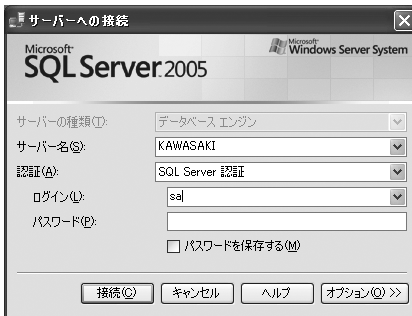 サーバーへの接続
Microsoft
SQL Server 2005
Microsoft
Windows Server System
サーバーの種類(T): データベース エンジン
サーバー名(S): KAWASAKI
認証(A): SQL Server 認証
ログイン(L): sa
パスワード(P):
パスワードを保存する(M)
接続(C) キャンセル ヘルプ オプション(O) >>